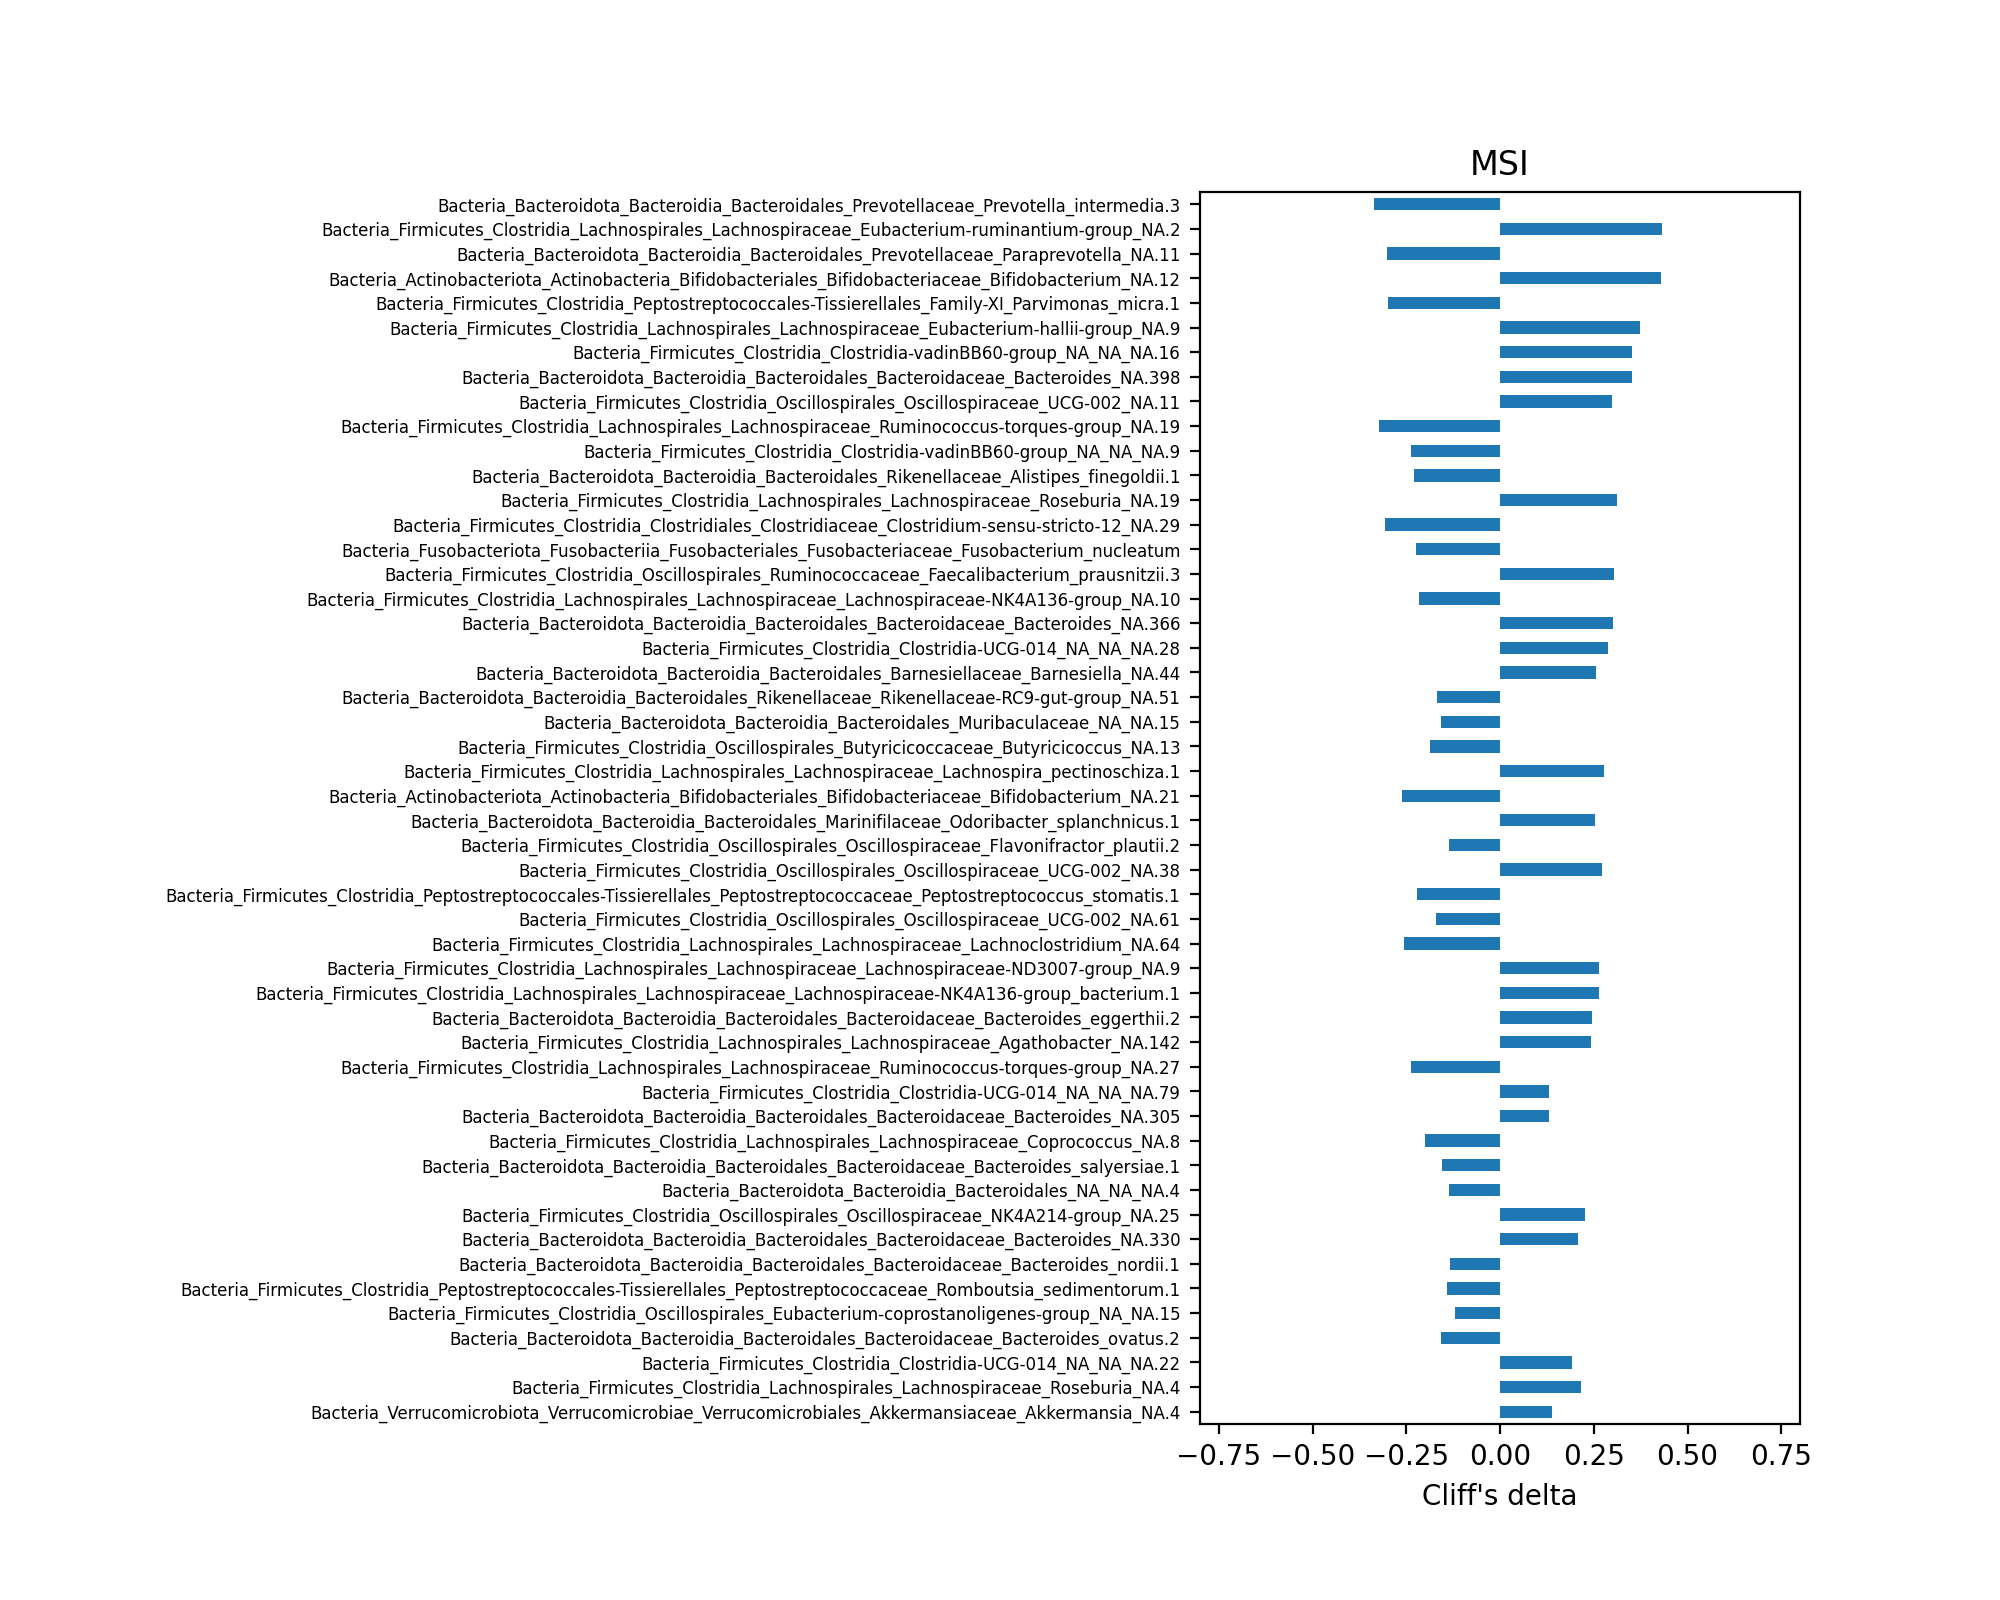 MSI
Bacteria_Bacteroidota_Bacteroidia_Bacteroidales_Prevotellaceae_Prevotella_intermedia.3
Bacteria_Firmicutes_Clostridia_Lachnospirales_Lachnospiraceae_Eubacterium-ruminantium-group_NA.2
Bacteria_Bacteroidota_Bacteroidia_Bacteroidales_Prevotellaceae_Paraprevotella_NA.11
Bacteria_Actinobacteriota_Actinobacteria_Bifidobacteriales_Bifidobacteriaceae_Bifidobacterium_NA.12
Bacteria_Firmicutes_Clostridia_Peptostreptococcales-Tissierellales_Family-XI_Parvimonas_micra.1
Bacteria_Firmicutes_Clostridia_Lachnospirales_Lachnospiraceae_Eubacterium-hallii-group_NA.9
Bacteria_Firmicutes_Clostridia_Clostridia-vadinBB60-group_NA_NA_NA.16
Bacteria_Bacteroidota_Bacteroidia_Bacteroidales_Bacteroidaceae_Bacteroides_NA.398
Bacteria_Firmicutes_Clostridia_Oscillospirales_Oscillospiraceae_UCG-002_NA.11
Bacteria_Firmicutes_Clostridia_Lachnospirales_Lachnospiraceae_Ruminococcus-torques-group_NA.19
Bacteria_Firmicutes_Clostridia_Clostridia-vadinBB60-group_NA_NA_NA.9
Bacteria_Bacteroidota_Bacteroidia_Bacteroidales_Rikenellaceae_Alistipes_finegoldii.1
Bacteria_Firmicutes_Clostridia_Lachnospirales_Lachnospiraceae_Roseburia_NA.19
Bacteria_Firmicutes_Clostridia_Clostridiales_Clostridiaceae_Clostridium-sensu-stricto-12_NA.29
Bacteria_Fusobacteriota_Fusobacteriia_Fusobacteriales_Fusobacteriaceae_Fusobacterium_nucleatum
Bacteria_Firmicutes_Clostridia_Oscillospirales_Ruminococcaceae_Faecalibacterium_prausnitzii.3
Bacteria_Firmicutes_Clostridia_Lachnospirales_Lachnospiraceae_Lachnospiraceae-NK4A136-group_NA.10
Bacteria_Bacteroidota_Bacteroidia_Bacteroidales_Bacteroidaceae_Bacteroides_NA.366
Bacteria_Firmicutes_Clostridia_Clostridia-UCG-014_NA_NA_NA.28
Bacteria_Bacteroidota_Bacteroidia_Bacteroidales_Barnesiellaceae_Barnesiella_NA.44
Bacteria_Bacteroidota_Bacteroidia_Bacteroidales_Rikenellaceae_Rikenellaceae-RC9-gut-group_NA.51
Bacteria_Bacteroidota_Bacteroidia_Bacteroidales_Muribaculaceae_NA_NA.15
Bacteria_Firmicutes_Clostridia_Oscillospirales_Butyricicoccaceae_Butyricicoccus_NA.13
Bacteria_Firmicutes_Clostridia_Lachnospirales_Lachnospiraceae_Lachnospira_pectinoschiza.1
Bacteria_Actinobacteriota_Actinobacteria_Bifidobacteriales_Bifidobacteriaceae_Bifidobacterium_NA.21
Bacteria_Bacteroidota_Bacteroidia_Bacteroidales_Marinifilaceae_Odoribacter_splanchnicus.1
Bacteria_Firmicutes_Clostridia_Oscillospirales_Oscillospiraceae_Flavonifractor_plautii.2
Bacteria_Firmicutes_Clostridia_Oscillospirales_Oscillospiraceae_UCG-002_NA.38
Bacteria_Firmicutes_Clostridia_Peptostreptococcales-Tissierellales_Peptostreptococcaceae_Peptostreptococcus_stomatis.1
Bacteria_Firmicutes_Clostridia_Oscillospirales_Oscillospiraceae_UCG-002_NA.61
Bacteria_Firmicutes_Clostridia_Lachnospirales_Lachnospiraceae_Lachnoclostridium_NA.64
Bacteria_Firmicutes_Clostridia_Lachnospirales_Lachnospiraceae_Lachnospiraceae-ND3007-group_NA.9
Bacteria_Firmicutes_Clostridia_Lachnospirales_Lachnospiraceae_Lachnospiraceae-NK4A136-group_bacterium.1
Bacteria_Bacteroidota_Bacteroidia_Bacteroidales_Bacteroidaceae_Bacteroides_eggerthii.2
Bacteria_Firmicutes_Clostridia_Lachnospirales_Lachnospiraceae_Agathobacter_NA.142
Bacteria_Firmicutes_Clostridia_Lachnospirales_Lachnospiraceae_Ruminococcus-torques-group_NA.27
Bacteria_Firmicutes_Clostridia_Clostridia-UCG-014_NA_NA_NA.79
Bacteria_Bacteroidota_Bacteroidia_Bacteroidales_Bacteroidaceae_Bacteroides_NA.305
Bacteria_Firmicutes_Clostridia_Lachnospirales_Lachnospiraceae_Coprococcus_NA.8
Bacteria_Bacteroidota_Bacteroidia_Bacteroidales_Bacteroidaceae_Bacteroides_salyersiae.1
Bacteria_Bacteroidota_Bacteroidia_Bacteroidales_NA_NA_NA.4
Bacteria_Firmicutes_Clostridia_Oscillospirales_Oscillospiraceae_NK4A214-group_NA.25
Bacteria_Bacteroidota_Bacteroidia_Bacteroidales_Bacteroidaceae_Bacteroides_NA.330
Bacteria_Bacteroidota_Bacteroidia_Bacteroidales_Bacteroidaceae_Bacteroides_nordii.1
Bacteria_Firmicutes_Clostridia_Peptostreptococcales-Tissierellales_Peptostreptococcaceae_Romboutsia_sedimentorum.1
Bacteria_Firmicutes_Clostridia_Oscillospirales_Eubacterium-coprostanoligenes-group_NA_NA.15
Bacteria_Bacteroidota_Bacteroidia_Bacteroidales_Bacteroidaceae_Bacteroides_ovatus.2
Bacteria_Firmicutes_Clostridia_Clostridia-UCG-014_NA_NA_NA.22
Bacteria_Firmicutes_Clostridia_Lachnospirales_Lachnospiraceae_Roseburia_NA.4
Bacteria_Verrucomicrobiota_Verrucomicrobiae_Verrucomicrobiales_Akkermansiaceae_Akkermansia_NA.4
−0.75 −0.50 −0.25 0.00 0.25 0.50 0.75
Cliff's delta